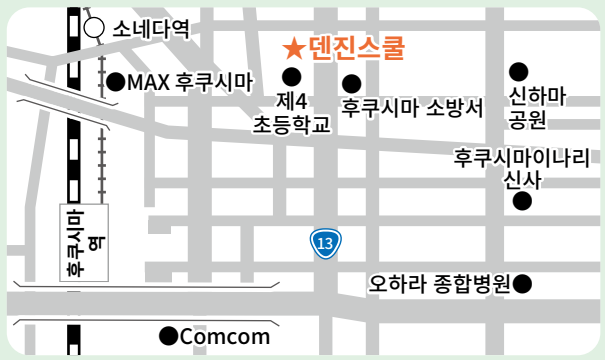 소네다역
★덴진스쿨
MAX 후쿠시마
제4
초등학교
후쿠시마 소방서
신하마
공원
후쿠시마이나리
신사
후쿠시마
역
13
오하라 종합병원
Comcom